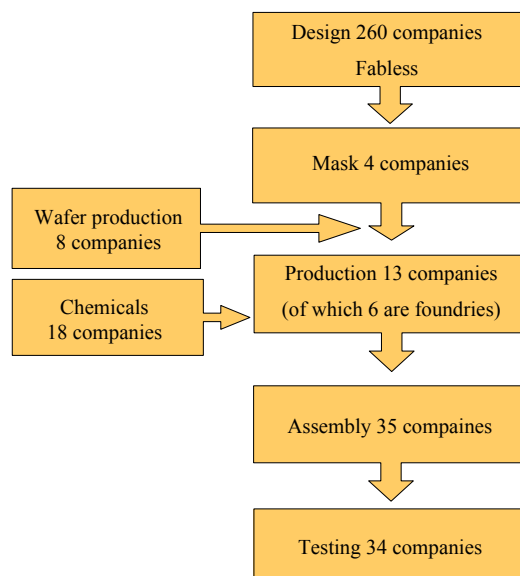 Design 260 companies
Fabless
Mask 4 companies
Wafer production
8 companies
Production 13 companies
(of which 6 are foundries)
Chemicals
18 companies
Assembly 35 compaines
Testing 34 companies